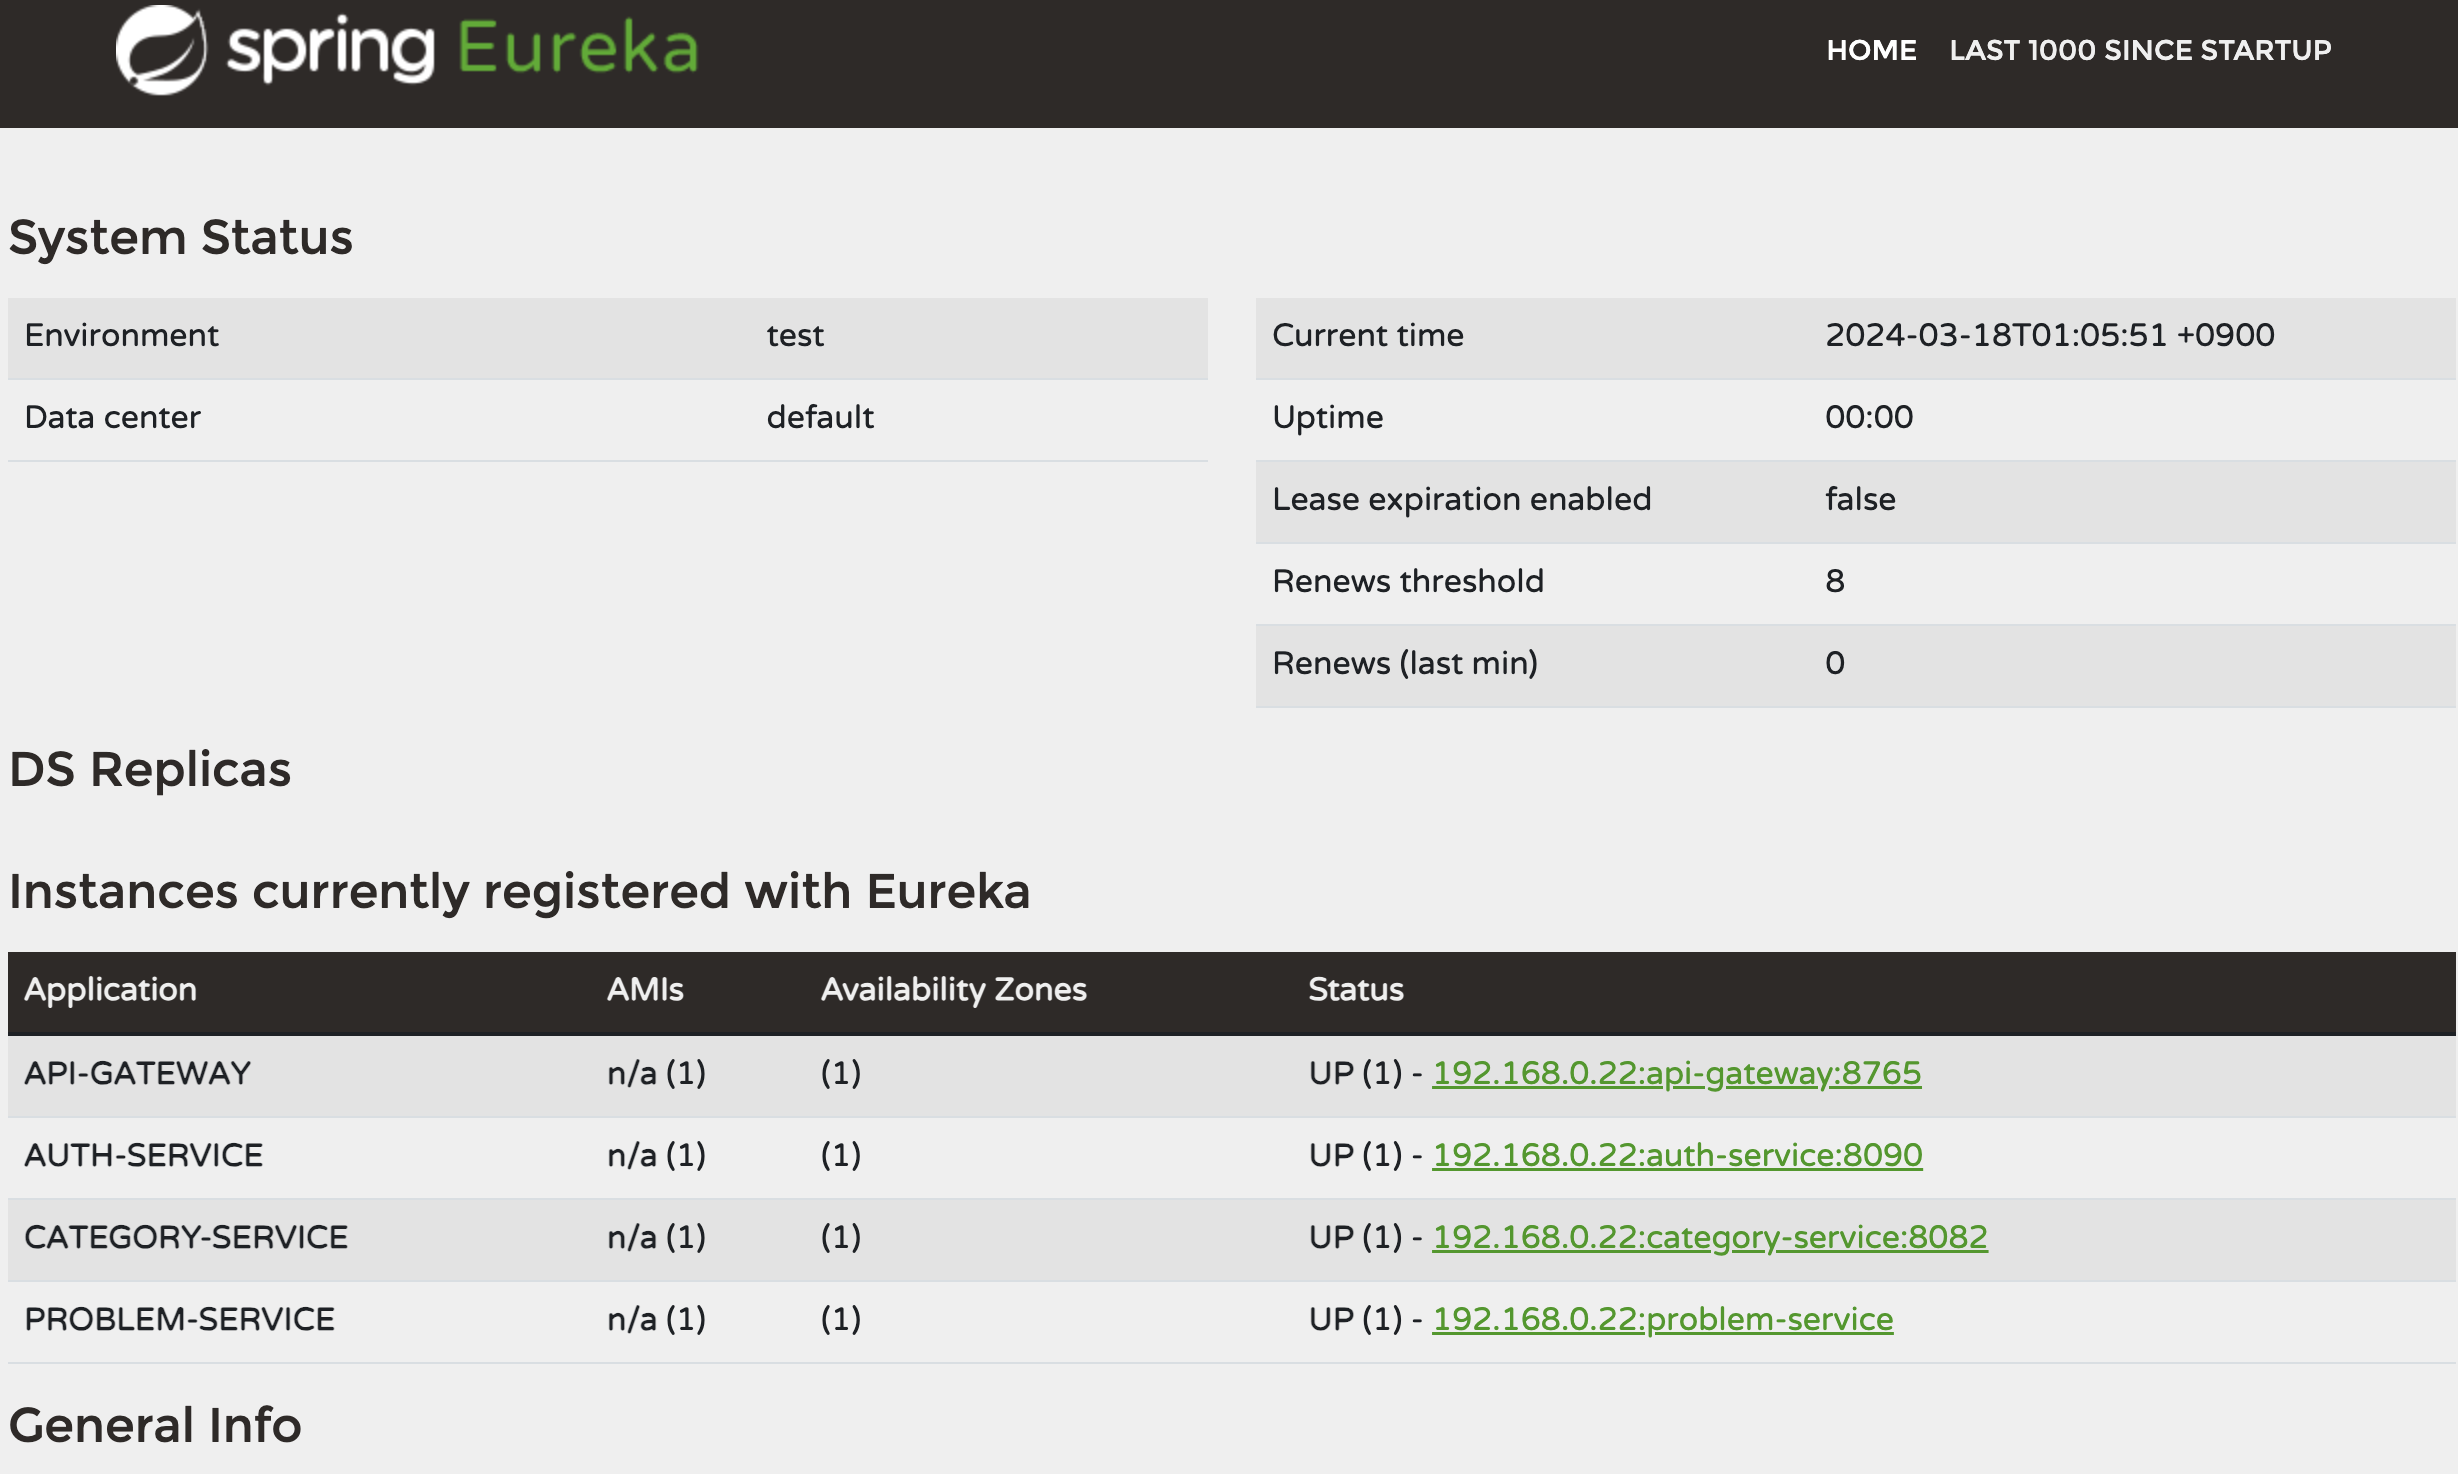 spring Eureka
HOME LAST 1000 SINCE STARTUP
System Status
Environment test
Data center default
Current time 2024-03-18T01:05:51 +0900
Uptime 00:00
Lease expiration enabled false
Renews threshold 8
Renews (last min) 0
DS Replicas
Instances currently registered with Eureka
Application AMIs Availability Zones Status
API-GATEWAY n/a (1) (1) UP (1) - 192.168.0.22:api-gateway:8765
AUTH-SERVICE n/a (1) (1) UP (1) - 192.168.0.22:auth-service:8090
CATEGORY-SERVICE n/a (1) (1) UP (1) - 192.168.0.22:category-service:8082
PROBLEM-SERVICE n/a (1) (1) UP (1) - 192.168.0.22:problem-service
General Info